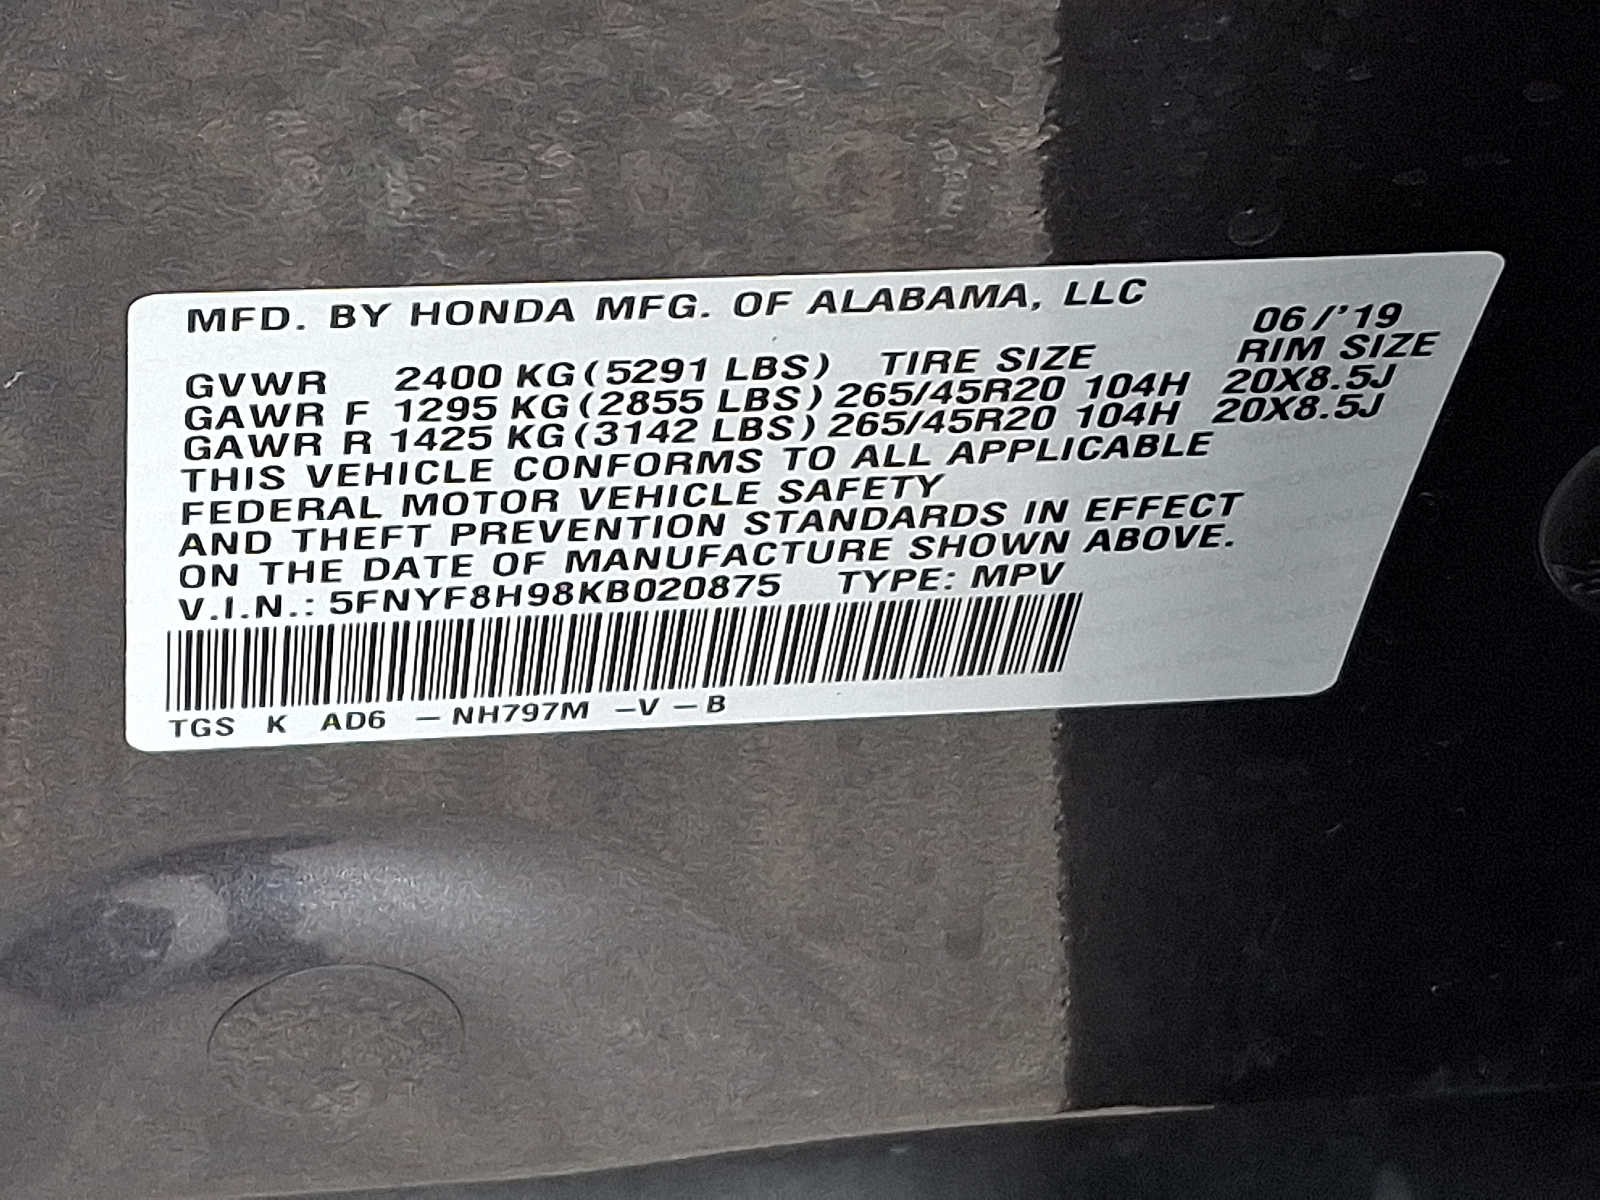 MFD. BY HONDA MFG. OF ALABAMA, LLC
06/'19
GVWR 2400 KG (5291 LBS) TIRE SIZE RIM SIZE
GAWR F 1295 KG (2855 LBS) 265/45R20 104H 20X8.5J
GAWR R 1425 KG (3142 LBS) 265/45R20 104H 20X8.5J
THIS VEHICLE CONFORMS TO ALL APPLICABLE
FEDERAL MOTOR VEHICLE SAFETY
AND THEFT PREVENTION STANDARDS IN EFFECT
ON THE DATE OF MANUFACTURE SHOWN ABOVE.
V.I.N.: 5FNYF8H98KB020875 TYPE: MPV
TGS K AD6 –NH797M –V –B